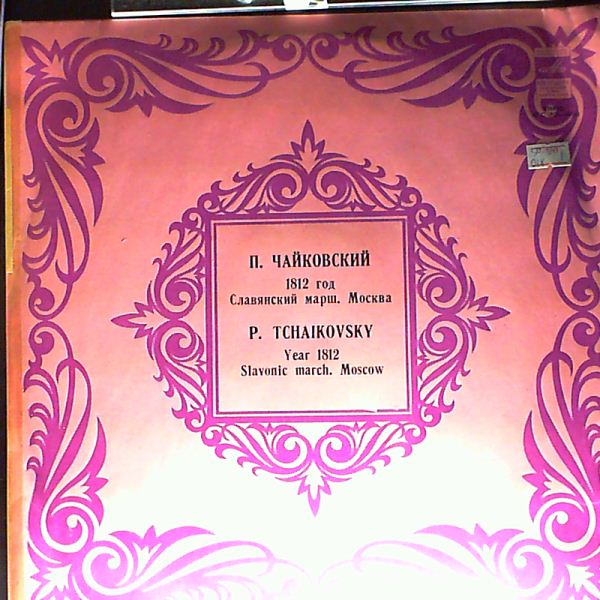 П. ЧАЙКОВСКИЙ
1812 год
Славянский марш. Москва
P. TCHAIKOVSKY
Year 1812
Slavonic march. Moscow